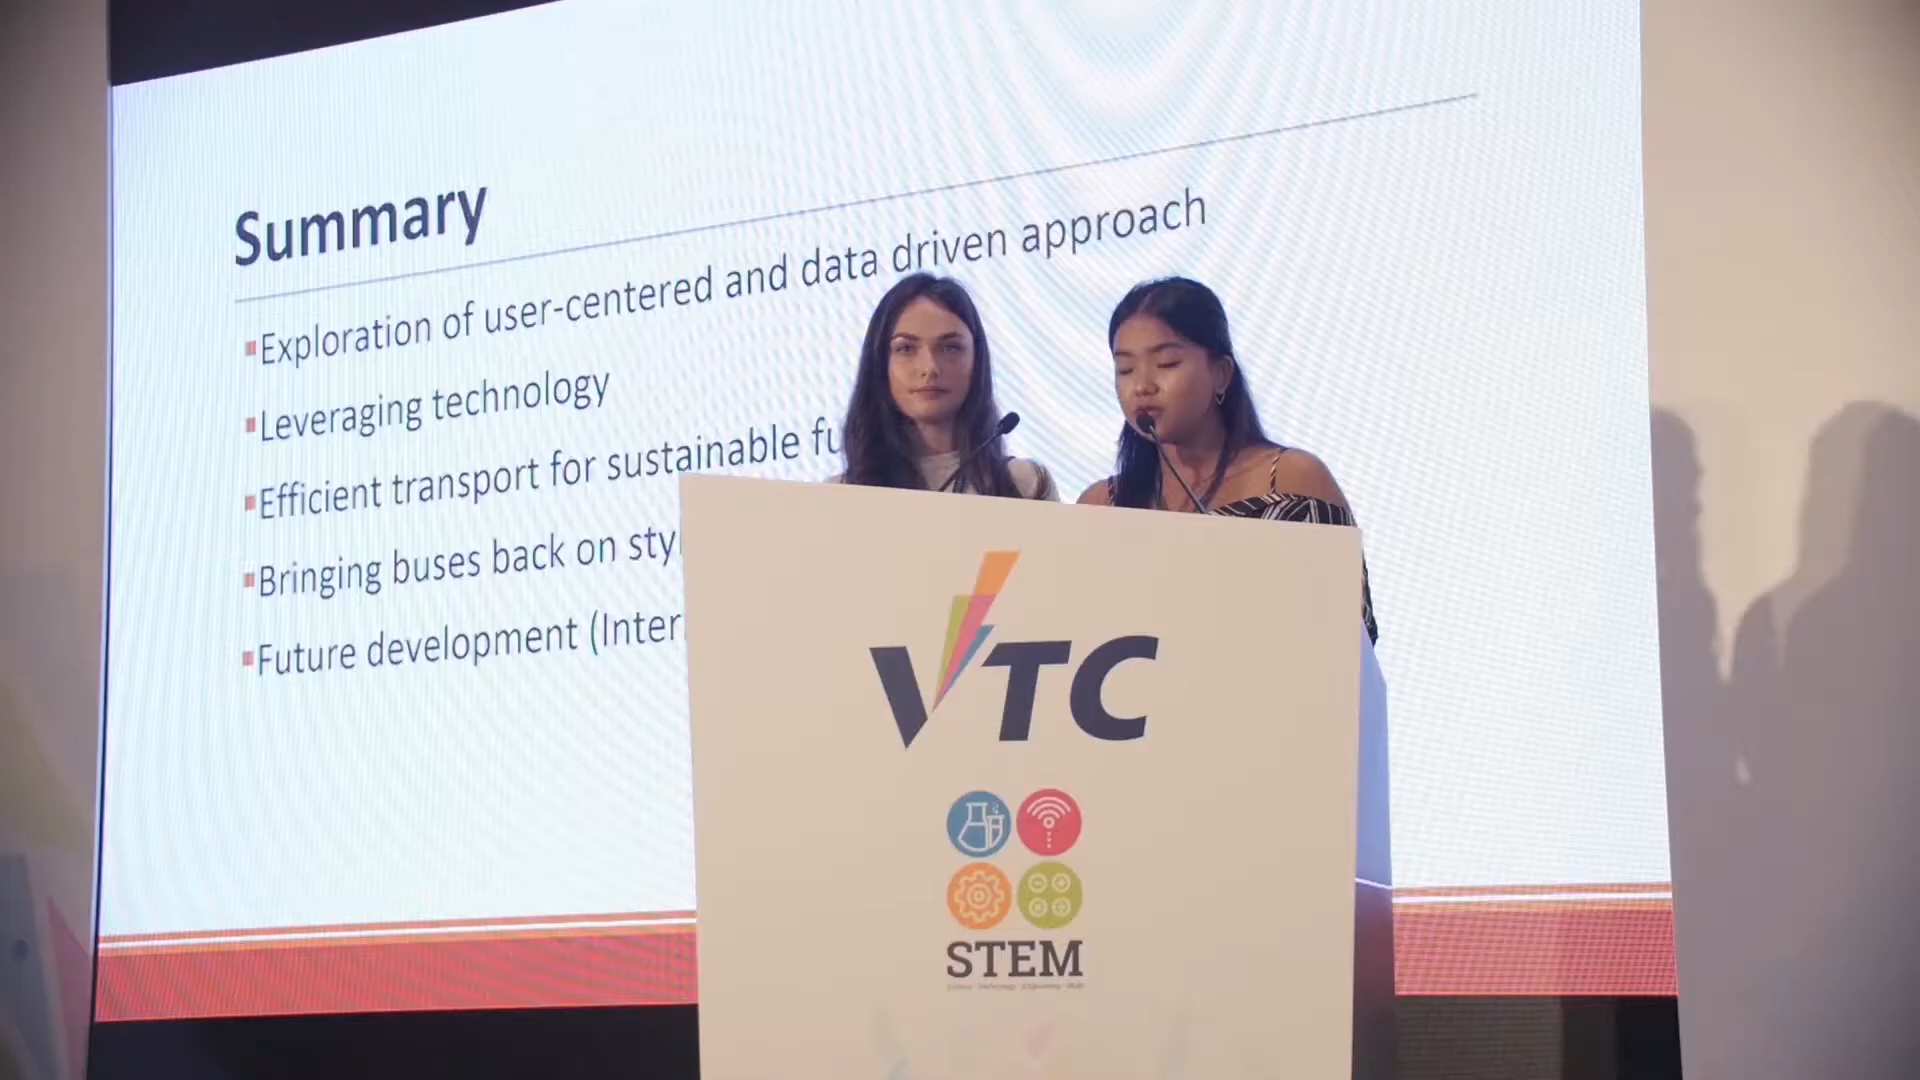 Summary
Exploration of user-centered and data driven approach
Leveraging technology
Efficient transport for sustainable fu
Bringing buses back on sty
Future development (Inter
VTC
STEM